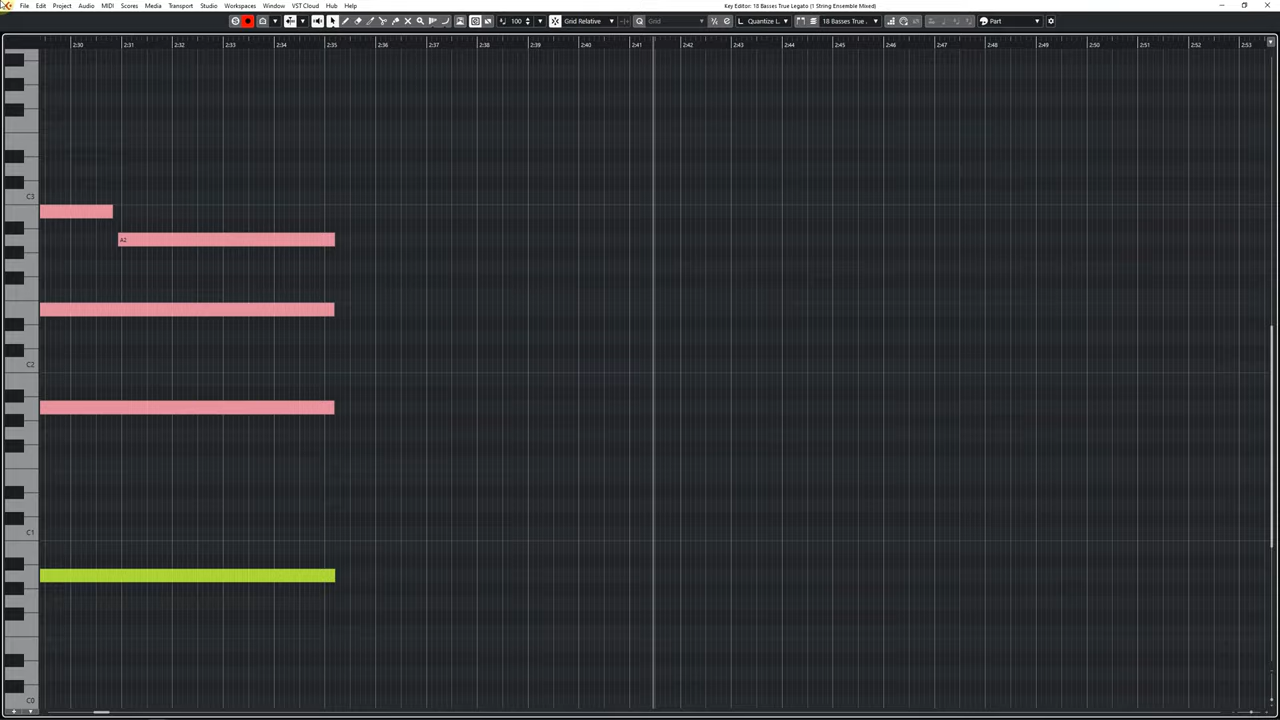 Key Editor: 18 Basses True Legato (1 String Ensemble Mixed)
File Edit Project Audio MIDI Scores Media Transport Studio Workspaces Window VST Cloud Hub Help
100 Grid Relative Grid Quantize L.. 18 Basses True . Part
2:30 2:31 2:32 2:33 2:34 2:35 2:36 2:37 2:38 2:39 2:40 2:41 2:42 2:43 2:44 2:45 2:46 2:47 2:48 2:49 2:50 2:51 2:52 2:53
C3
A2
C2
C1
C0